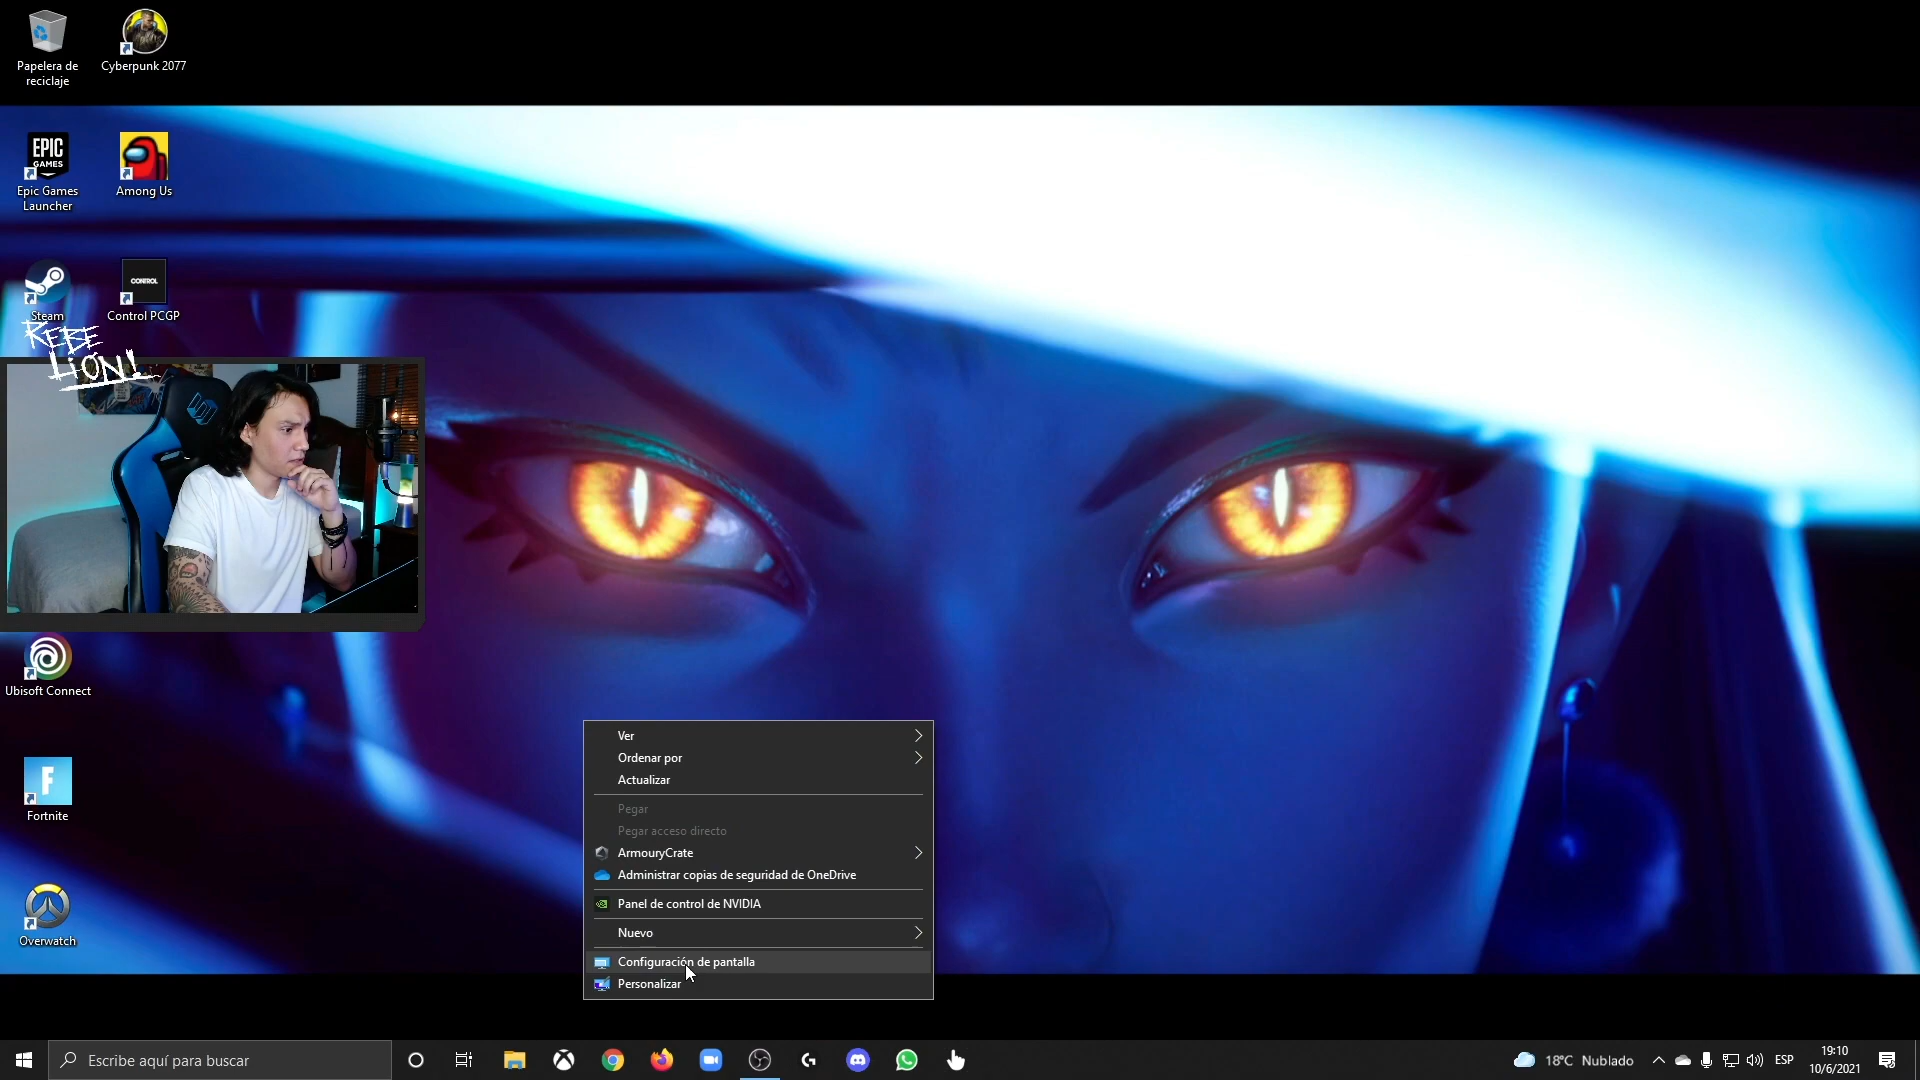 Papelera de
reciclaje
Cyberpunk 2077
EPIC
GAMES
Epic Games
Launcher
Among Us
Steam
CONTROL
Control PCGP
REBE
LION!
Ubisoft Connect
F
Fortnite
Overwatch
Ver
Ordenar por
Actualizar
Pegar
Pegar acceso directo
ArmouryCrate
Administrar copias de seguridad de OneDrive
Panel de control de NVIDIA
Nuevo
Configuración de pantalla
Personalizar
Escribe aquí para buscar
18°C Nublado
ESP
19:10
10/6/2021